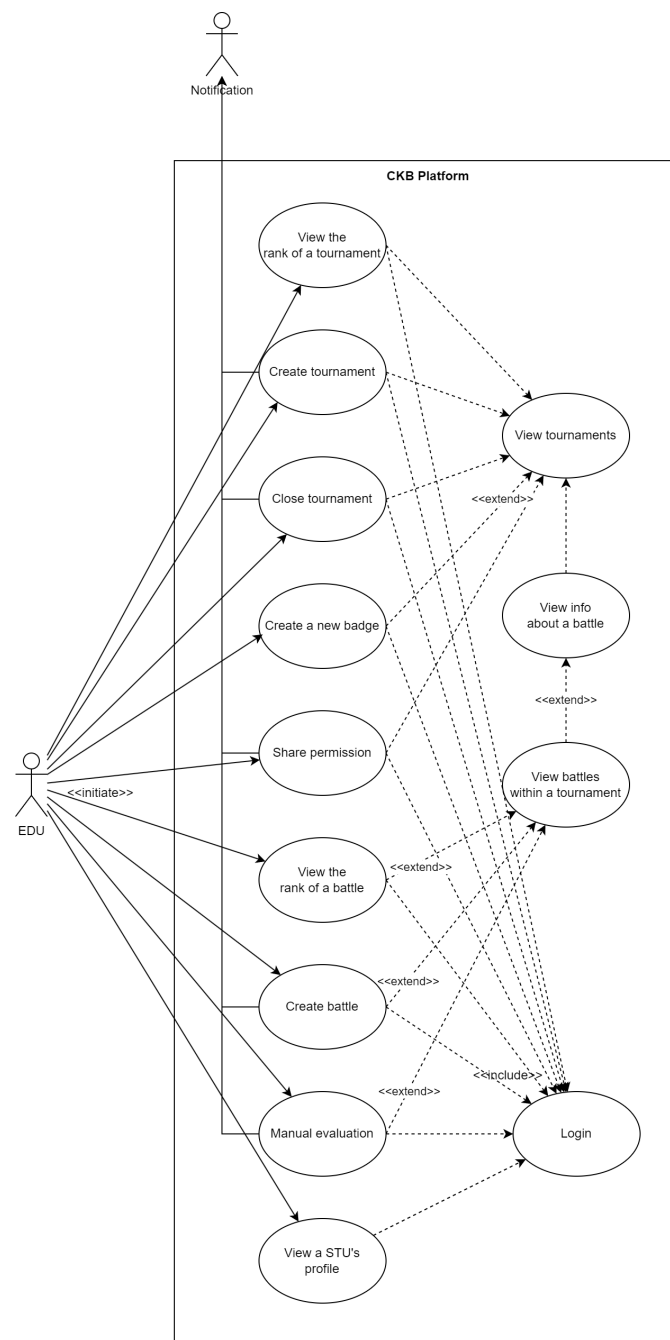 Notification
CKB Platform
View the
rank of a tournament
Create tournament
View tournaments
Close tournament
<<extend>>
Create a new badge
View info
about a battle
<<extend>>
Share permission
View battles
within a tournament
<<initiate>>
EDU
View the
rank of a battle
<<extend>>
<<extend>>
Create battle
<<include>>
<<extend>>
Manual evaluation
Login
View a STU's
profile